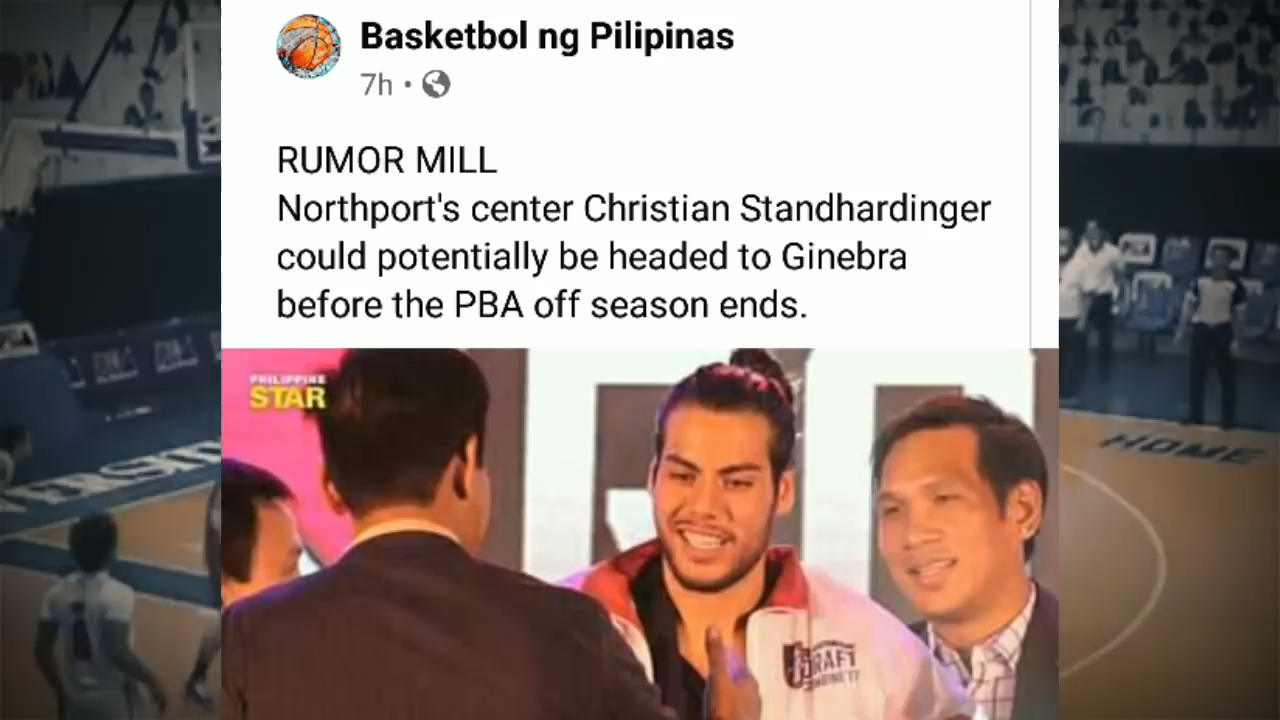 Basketbol ng Pilipinas
7h •
RUMOR MILL
Northport's center Christian Standhardinger
could potentially be headed to Ginebra
before the PBA off season ends.
PHILIPPINE
STAR
HOME